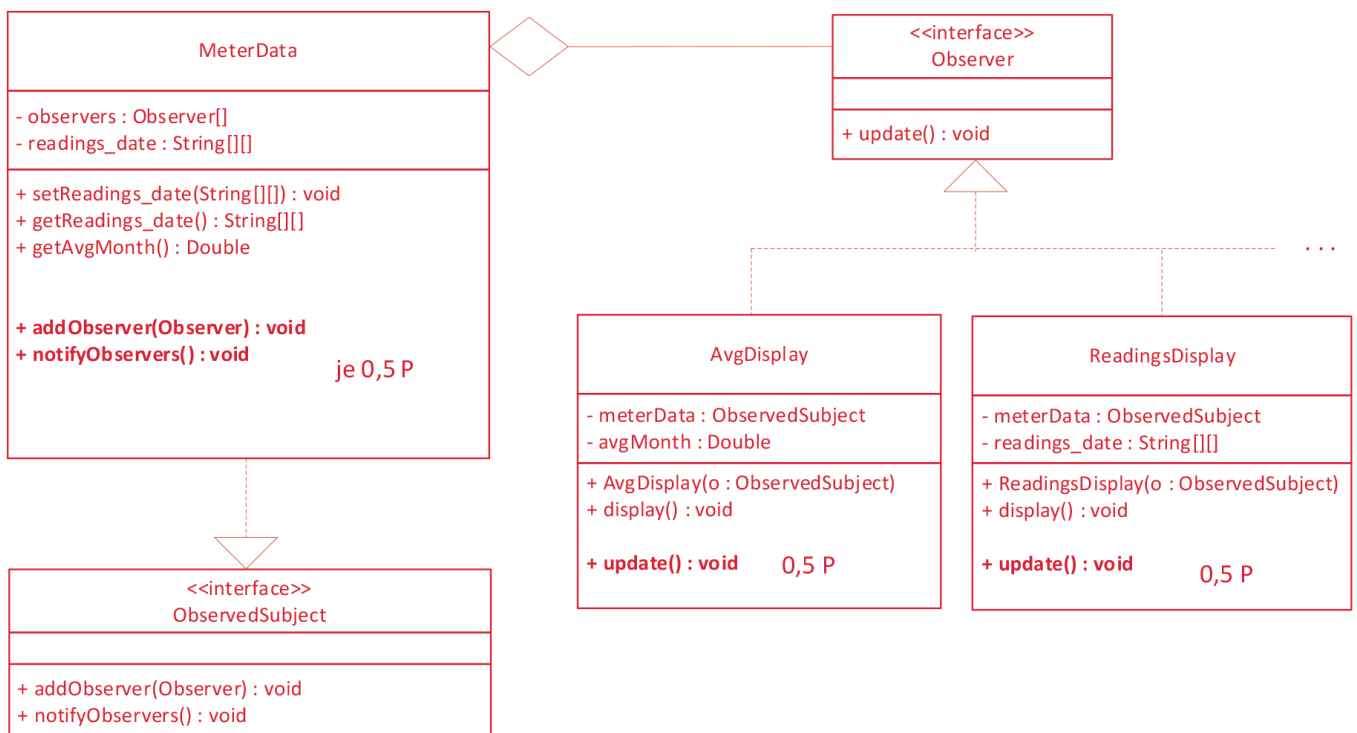 MeterData
- observers : Observer[]
- readings_date : String[][]
+ setReadings_date(String[][]) : void
+ getReadings_date() : String[][]
+ getAvgMonth() : Double
+ addObserver(Observer) : void
+ notifyObservers() : void
je 0,5 P
<<interface>>
Observer
+ update() : void
...
AvgDisplay
- meterData : ObservedSubject
- avgMonth : Double
+ AvgDisplay(o : ObservedSubject)
+ display() : void
+ update() : void
0,5 P
ReadingsDisplay
- meterData : ObservedSubject
- readings_date : String[][]
+ ReadingsDisplay(o : ObservedSubject)
+ display() : void
+ update() : void
0,5 P
<<interface>>
ObservedSubject
+ addObserver(Observer) : void
+ notifyObservers() : void